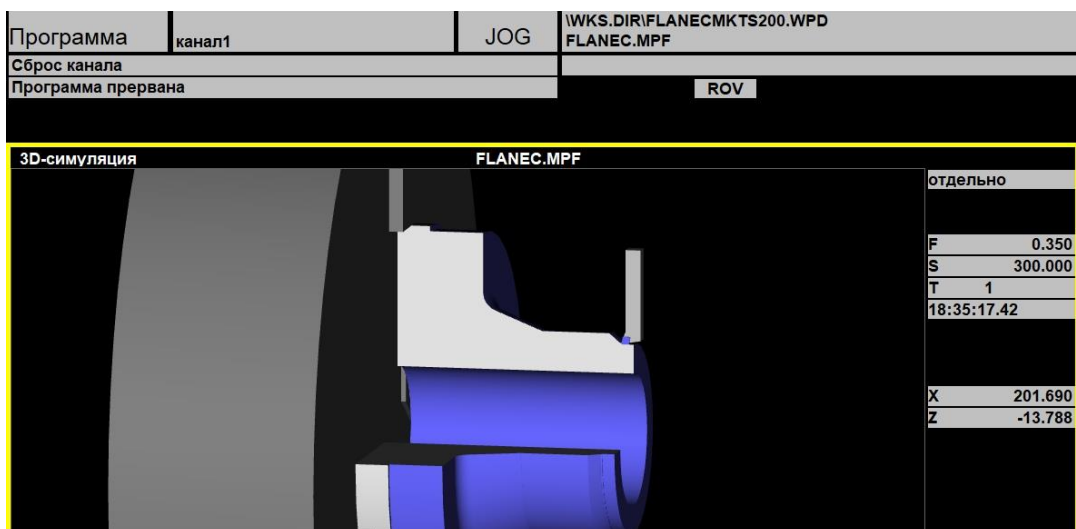 Программа канал1 JOG \WKS.DIR\FLANECMKTS200.WPD
FLANEC.MPF
Сброс канала
Программа прервана ROV
3D-симуляция FLANEC.MPF
отдельно
F 0.350
S 300.000
T 1
18:35:17.42
X 201.690
Z -13.788